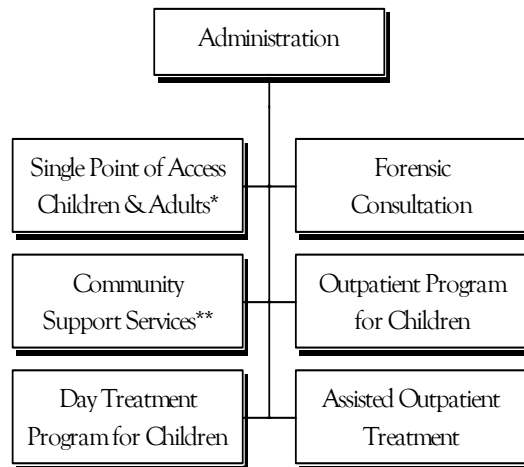 Administration
Single Point of Access
Children & Adults*
Forensic
Consultation
Community
Support Services**
Outpatient Program
for Children
Day Treatment
Program for Children
Assisted Outpatient
Treatment